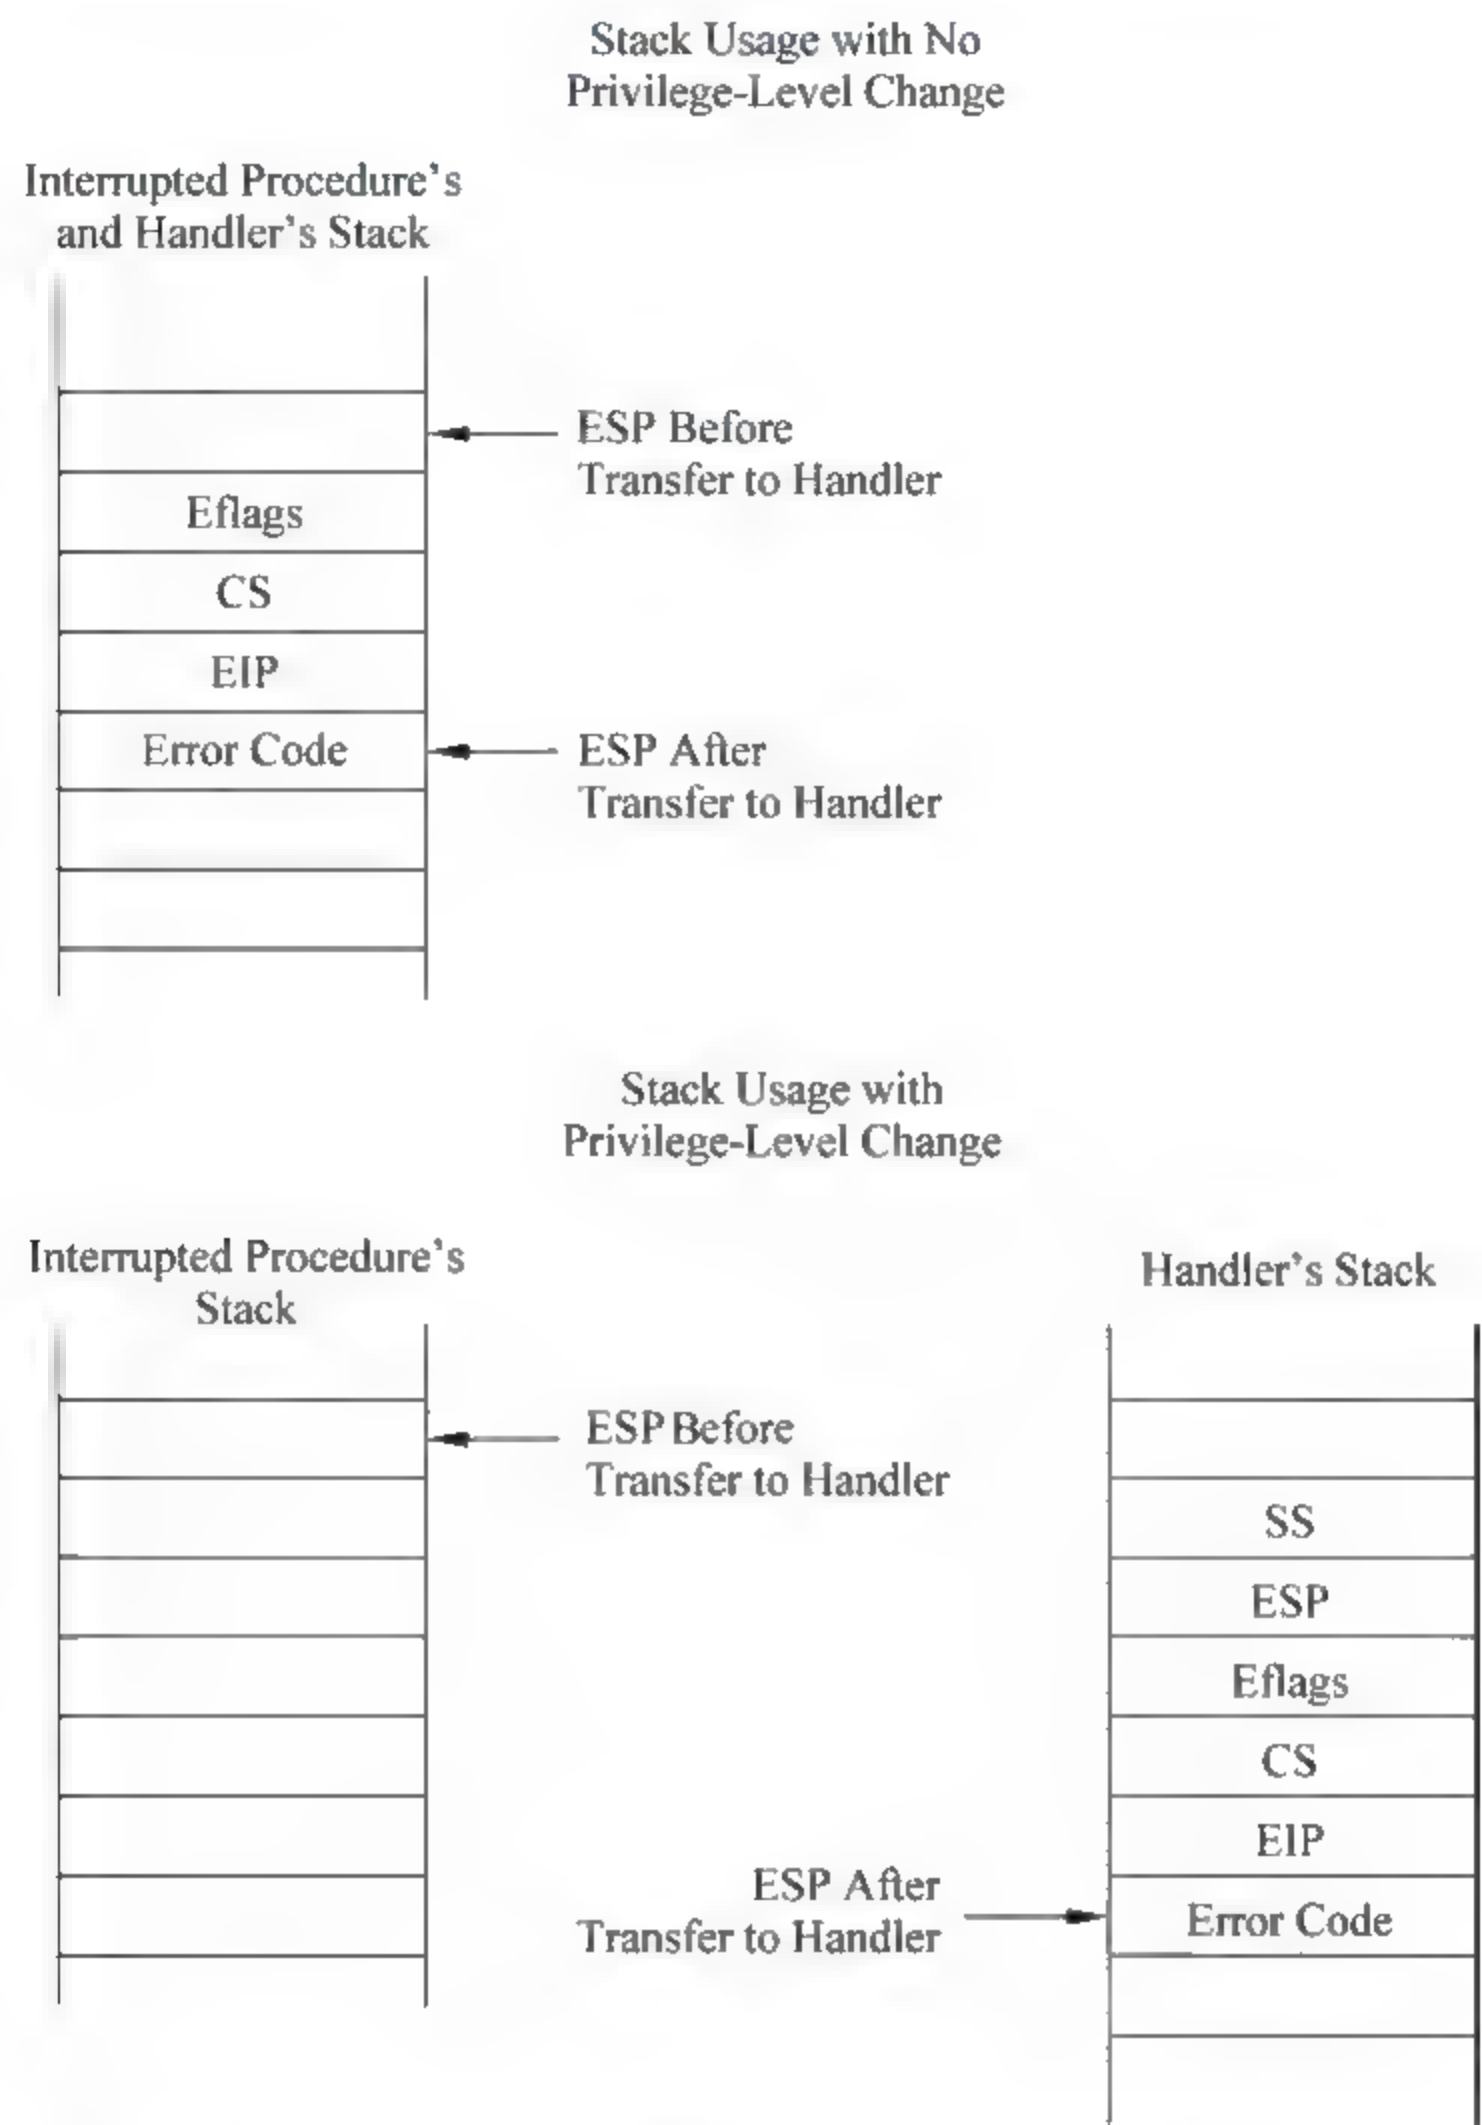 Stack Usage with No
Privilege-Level Change
Interrupted Procedure's
and Handler's Stack
ESP Before
Transfer to Handler
Eflags
CS
EIP
Error Code
ESP After
Transfer to Handler
Stack Usage with
Privilege-Level Change
Interrupted Procedure's
Stack
Handler's Stack
ESP Before
Transfer to Handler
SS
ESP
Eflags
CS
EIP
ESP After
Transfer to Handler
Error Code